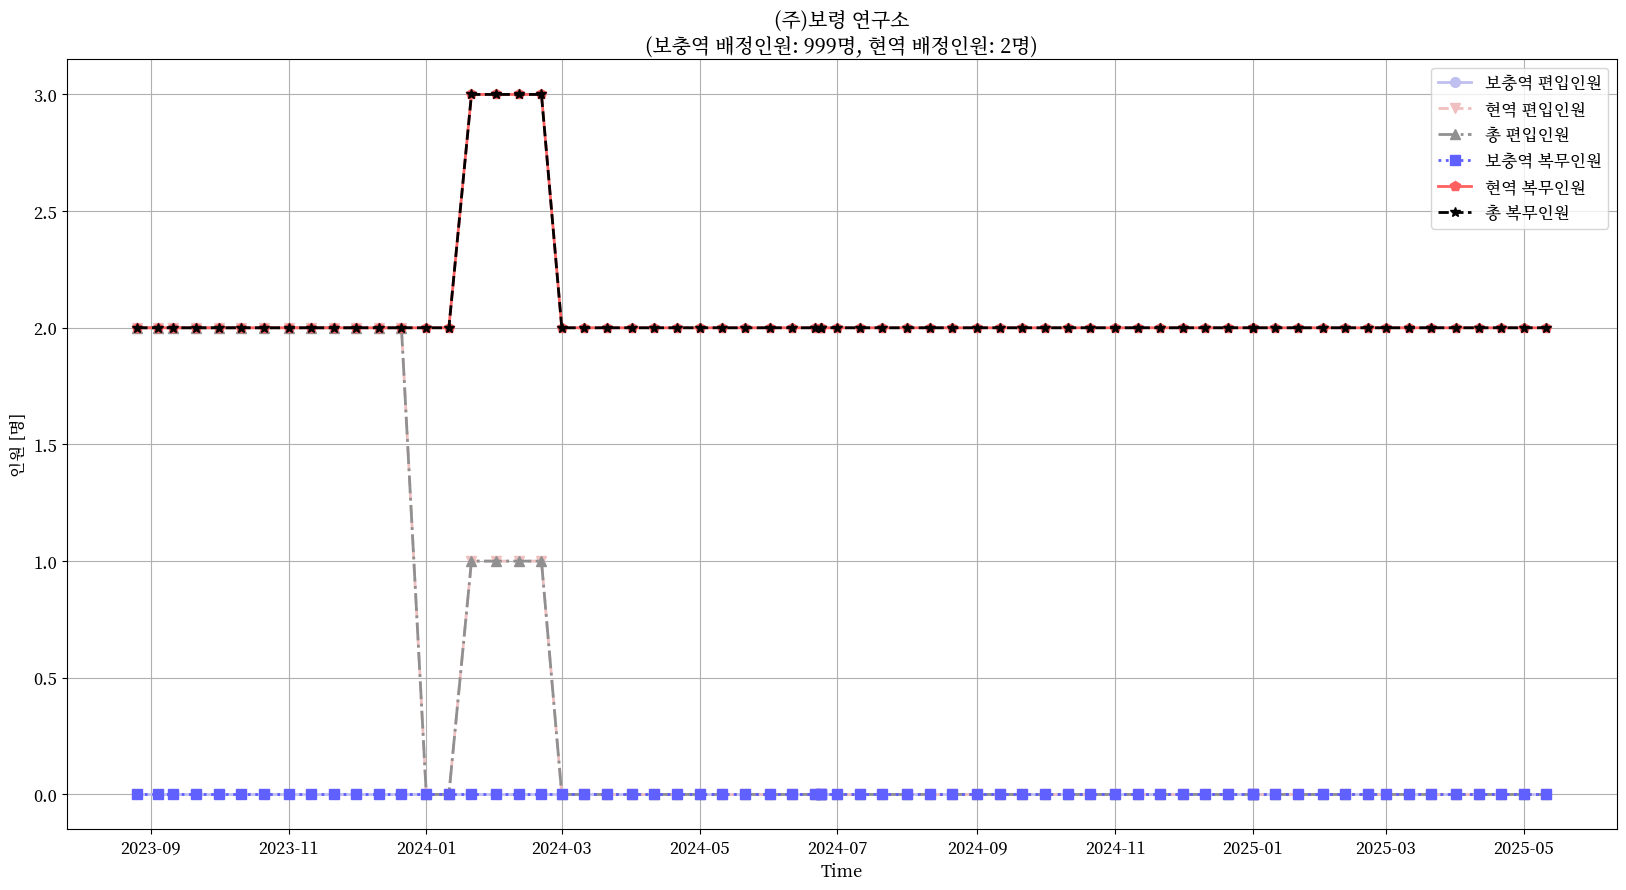 (주)보령 연구소
(보충역 배정인원: 999명, 현역 배정인원: 2명)
보충역 편입인원
현역 편입인원
총 편입인원
보충역 복무인원
현역 복무인원
총 복무인원
3.0
2.5
2.0
1.5
1.0
0.5
0.0
인원 [명]
2023-09 2023-11 2024-01 2024-03 2024-05 2024-07 2024-09 2024-11 2025-01 2025-03 2025-05
Time